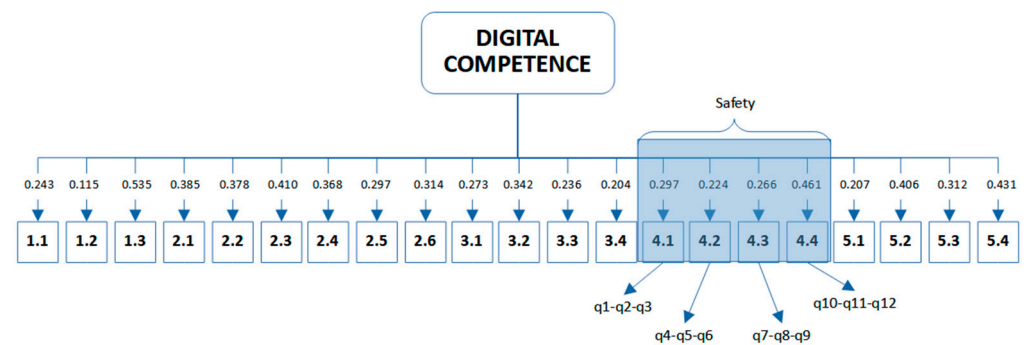 DIGITAL
COMPETENCE
Safety
0.243 0.115 0.535 0.385 0.378 0.410 0.368 0.297 0.314 0.273 0.342 0.236 0.204 0.297 0.224 0.266 0.461 0.207 0.406 0.312 0.431
1.1 1.2 1.3 2.1 2.2 2.3 2.4 2.5 2.6 3.1 3.2 3.3 3.4 4.1 4.2 4.3 4.4 5.1 5.2 5.3 5.4
q1-q2-q3 q10-q11-q12
q4-q5-q6 q7-q8-q9